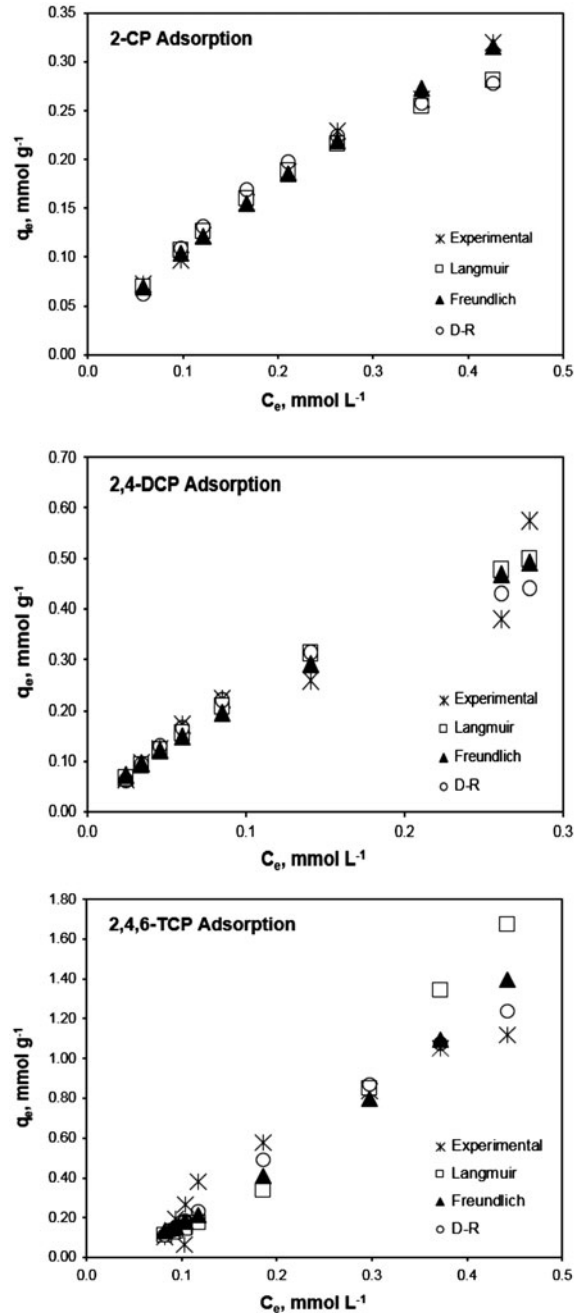 2-CP Adsorption
0.35
0.30
0.25
0.20
0.15
0.10
0.05
0.00
qe, mmol g-1
Experimental
Langmuir
Freundlich
D-R
0.0 0.1 0.2 0.3 0.4 0.5
Ce, mmol L-1
2,4-DCP Adsorption
0.70
0.60
0.50
0.40
0.30
0.20
0.10
0.00
qe, mmol g-1
Experimental
Langmuir
Freundlich
D-R
0.0 0.1 0.2 0.3
Ce, mmol L-1
2,4,6-TCP Adsorption
1.80
1.60
1.40
1.20
1.00
0.80
0.60
0.40
0.20
0.00
qe, mmol g-1
Experimental
Langmuir
Freundlich
D-R
0.0 0.1 0.2 0.3 0.4 0.5
Ce, mmol L-1